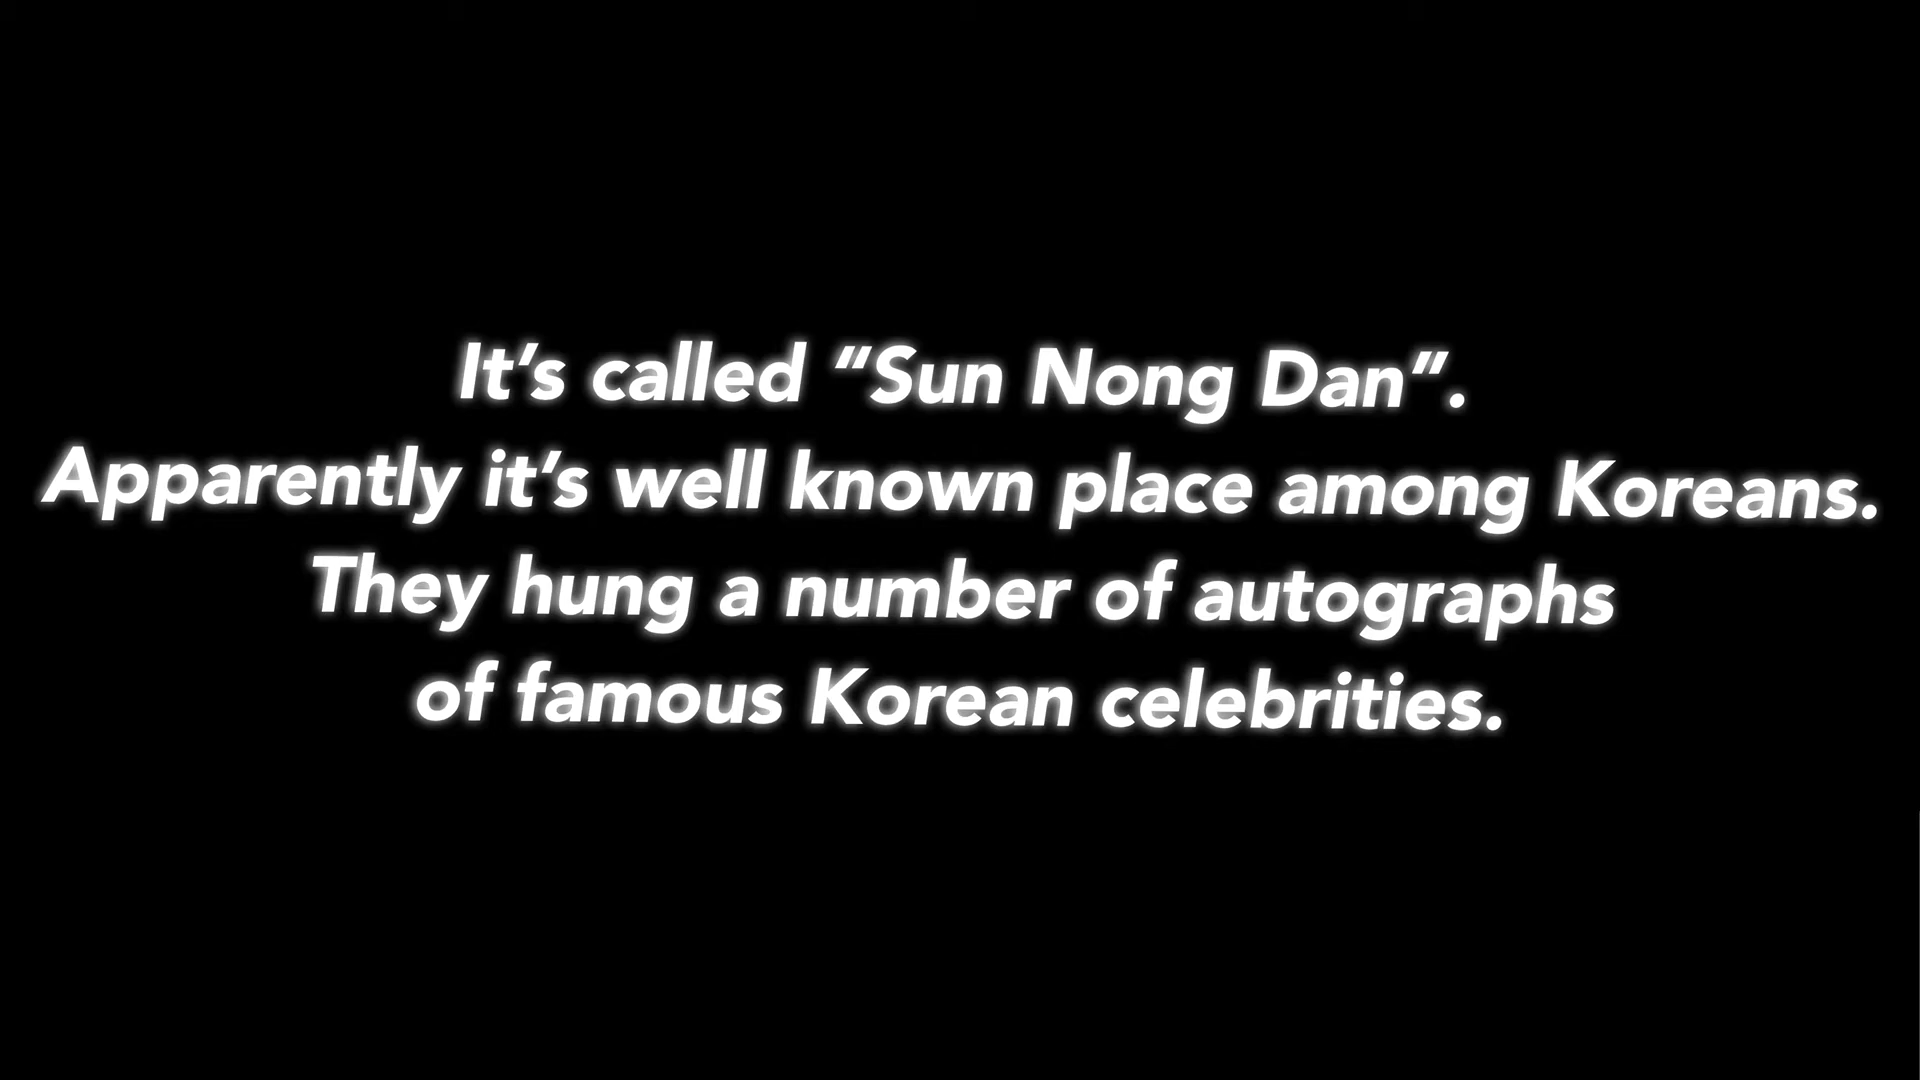 It’s called “Sun Nong Dan”.
Apparently it’s well known place among Koreans.
They hung a number of autographs
of famous Korean celebrities.